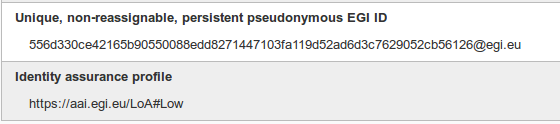 Unique, non-reassignable, persistent pseudonymous EGI ID
556d330ce42165b90550088edd8271447103fa119d52ad6d3c7629052cb56126@egi.eu
Identity assurance profile
https://aai.egi.eu/LoA#Low